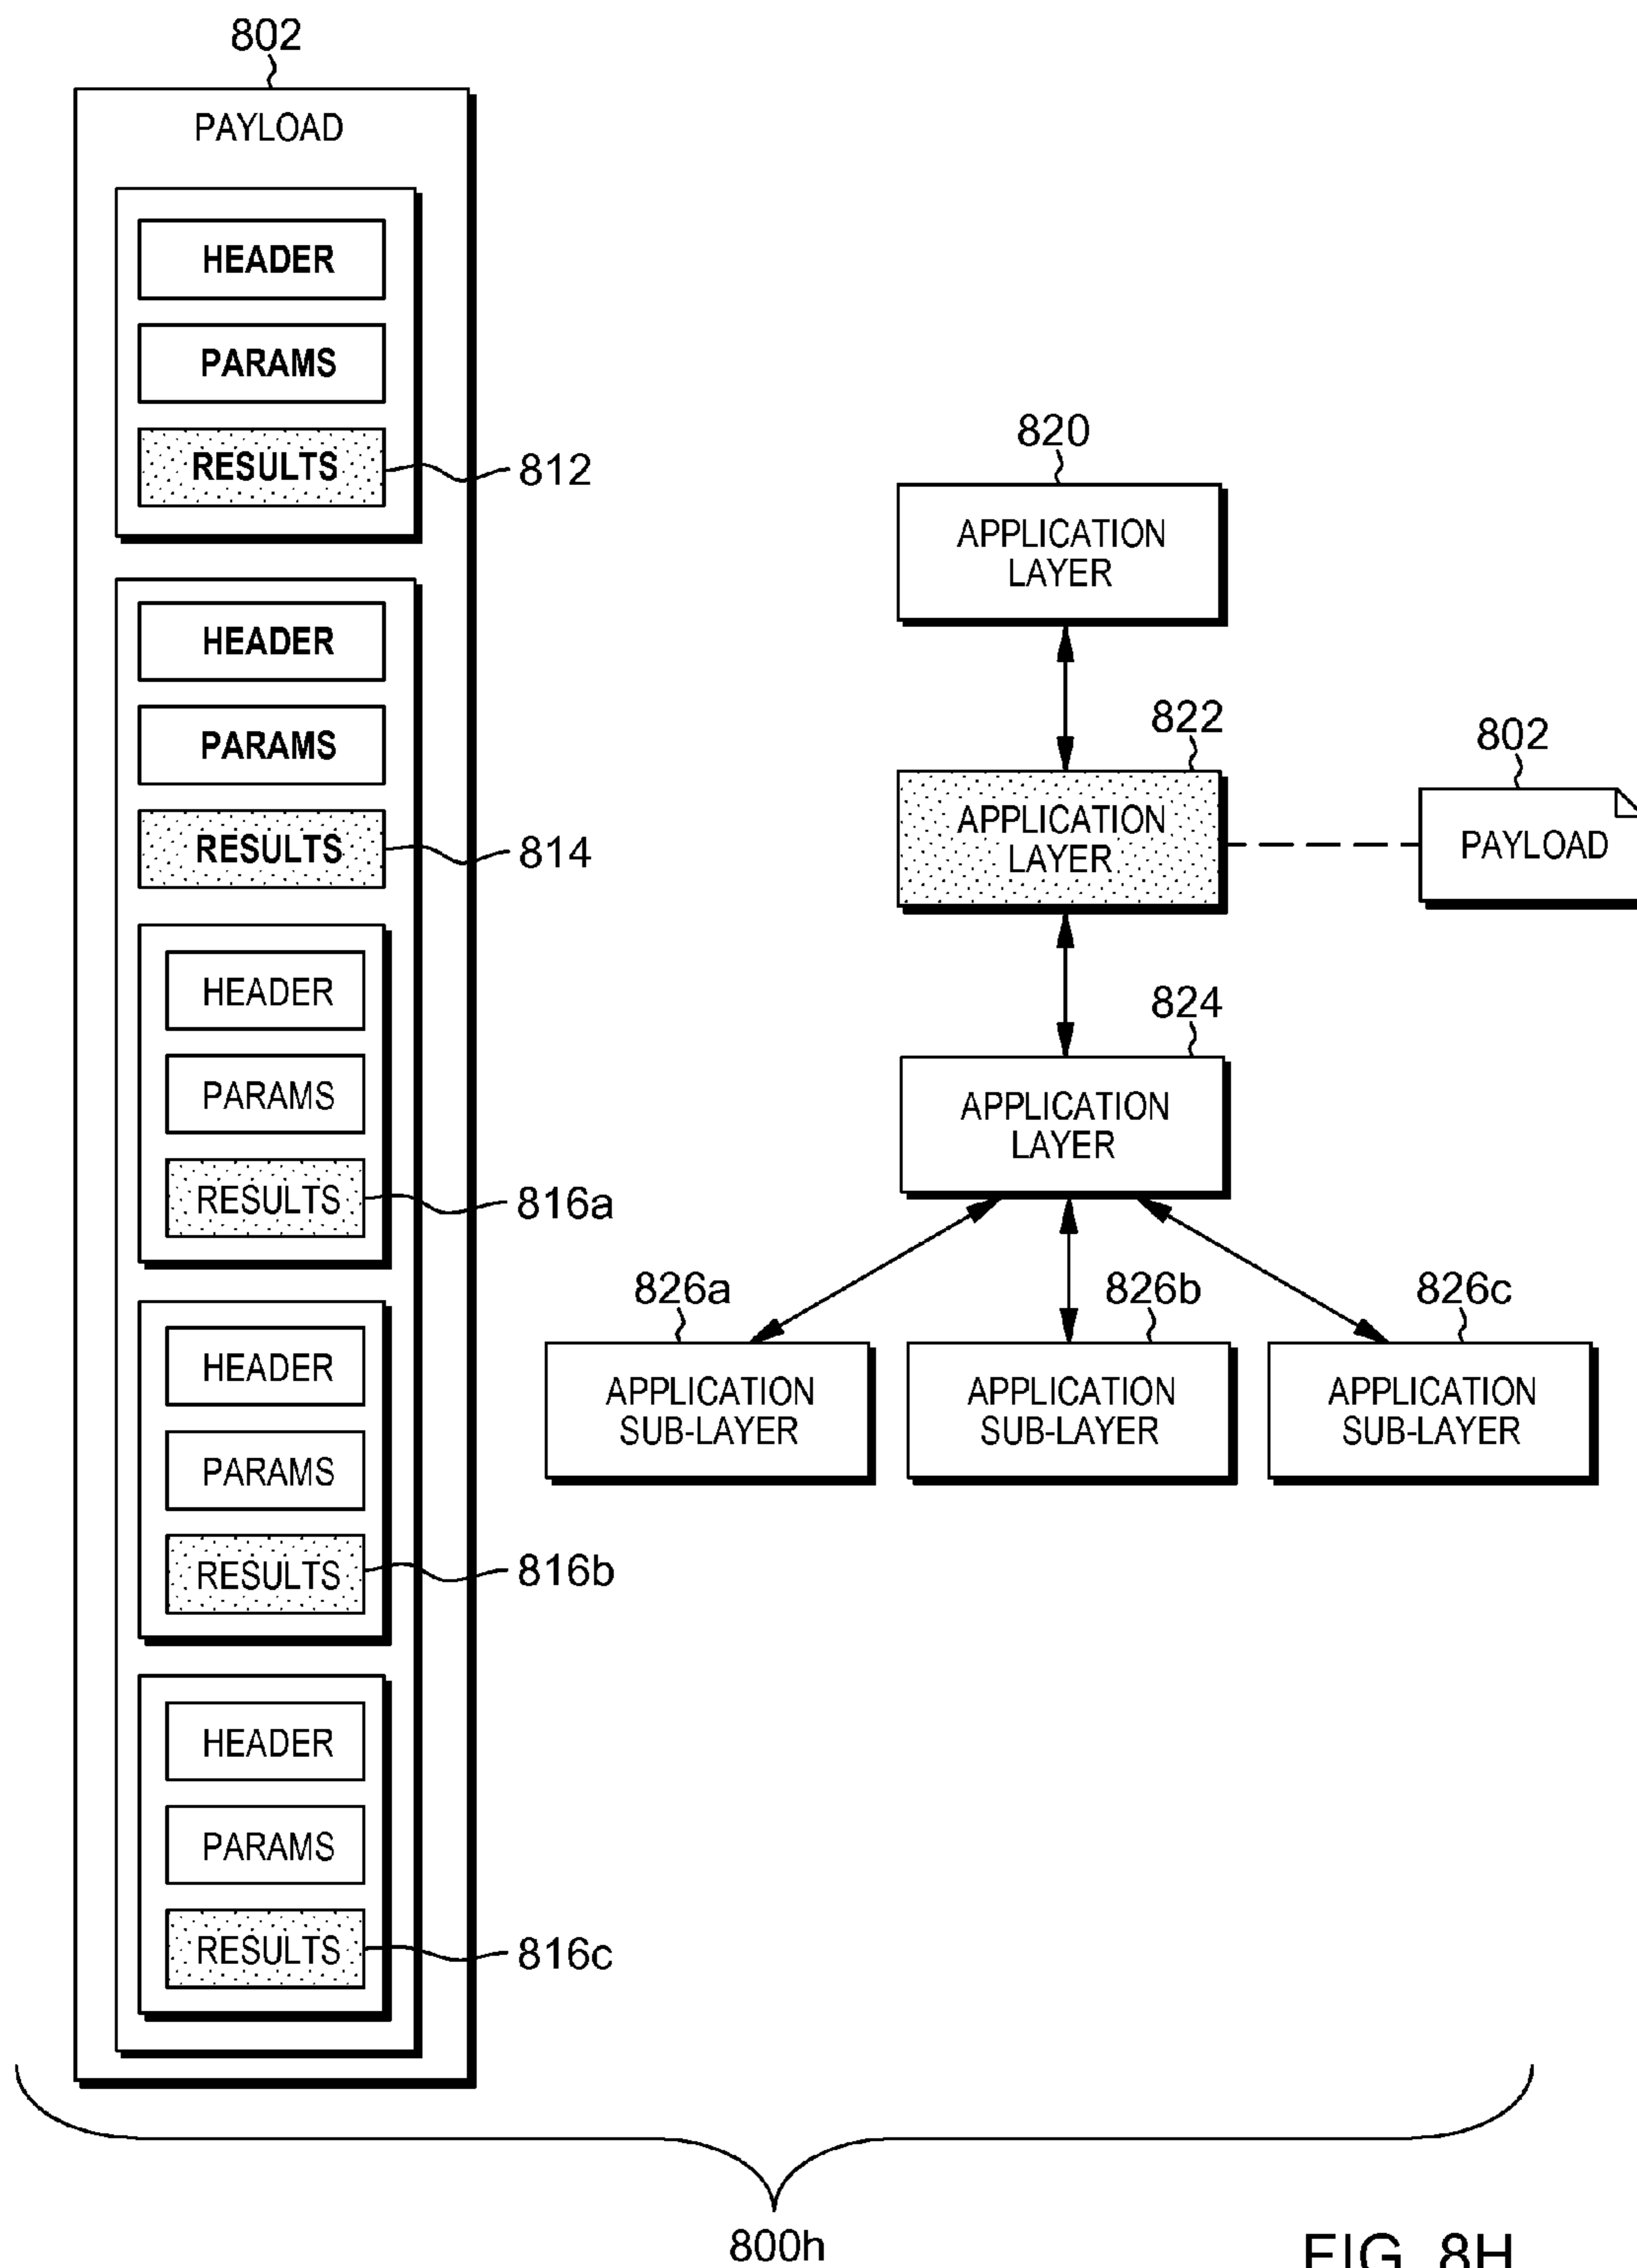 802
PAYLOAD
HEADER
PARAMS
RESULTS
812
HEADER
PARAMS
RESULTS
814
HEADER
PARAMS
RESULTS
816a
HEADER
PARAMS
RESULTS
816b
HEADER
PARAMS
RESULTS
816c
820
APPLICATION
LAYER
822
APPLICATION
LAYER
802
PAYLOAD
824
APPLICATION
LAYER
826a
APPLICATION
SUB-LAYER
826b
APPLICATION
SUB-LAYER
826c
APPLICATION
SUB-LAYER
800h
FIG. 8H